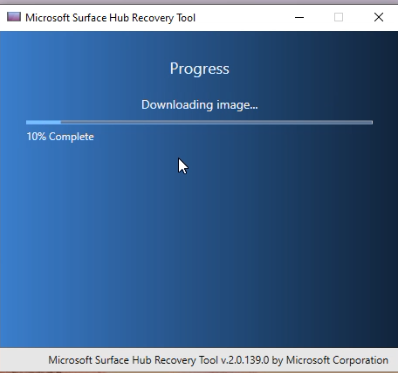 Microsoft Surface Hub Recovery Tool
Progress
Downloading image...
10% Complete
Microsoft Surface Hub Recovery Tool v.2.0.139.0 by Microsoft Corporation